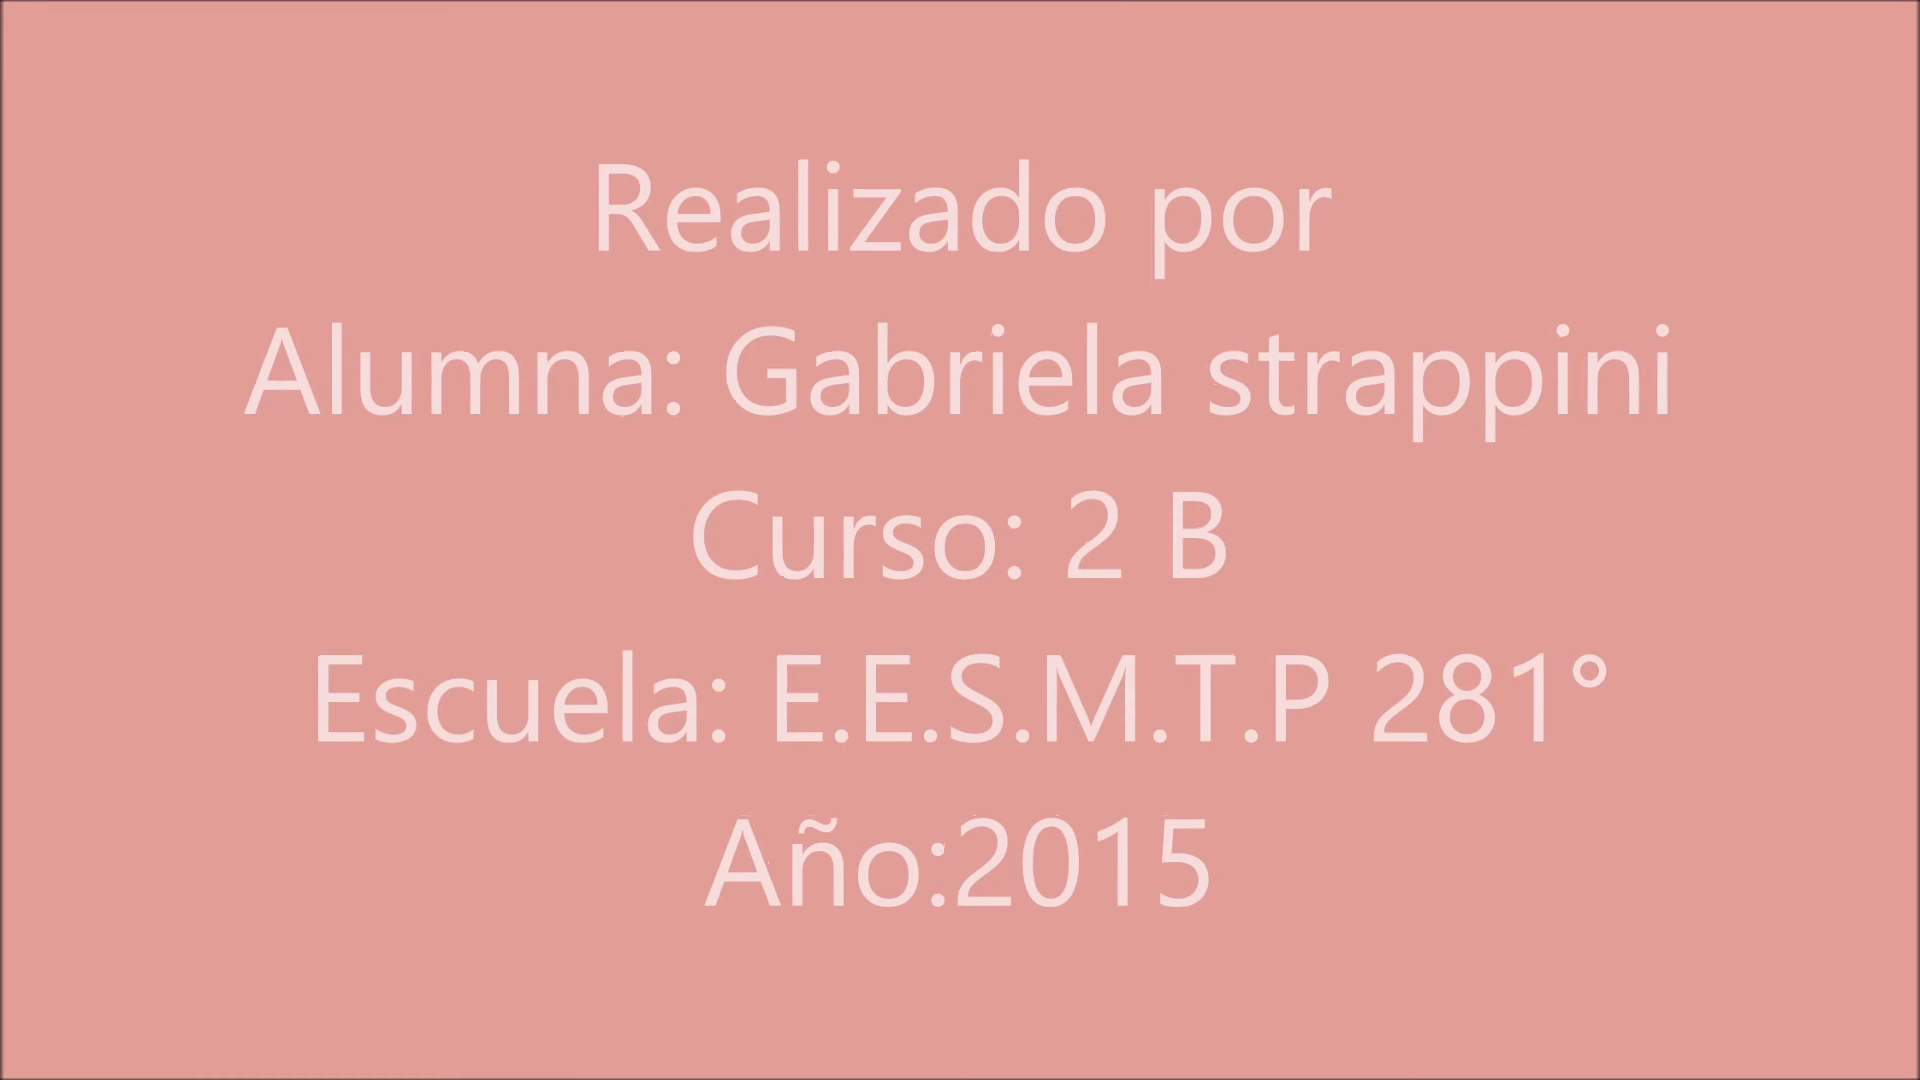 Realizado por
Alumna: Gabriela strappini
Curso: 2 B
Escuela: E.E.S.M.T.P 281°
Año:2015